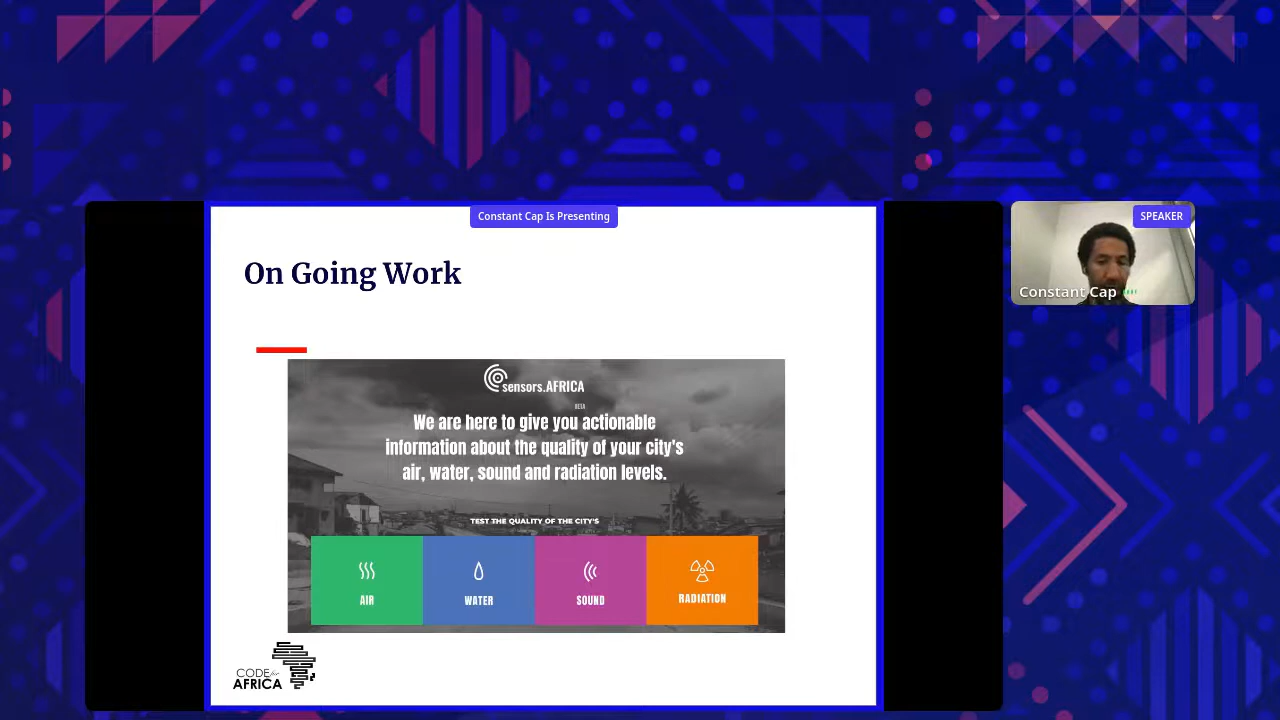 Constant Cap Is Presenting
SPEAKER
Constant Cap
On Going Work
sensors.AFRICA
BETA
We are here to give you actionable
information about the quality of your city's
air, water, sound and radiation levels.
TEST THE QUALITY OF THE CITY'S
AIR
WATER
SOUND
RADIATION
CODE for
AFRICA